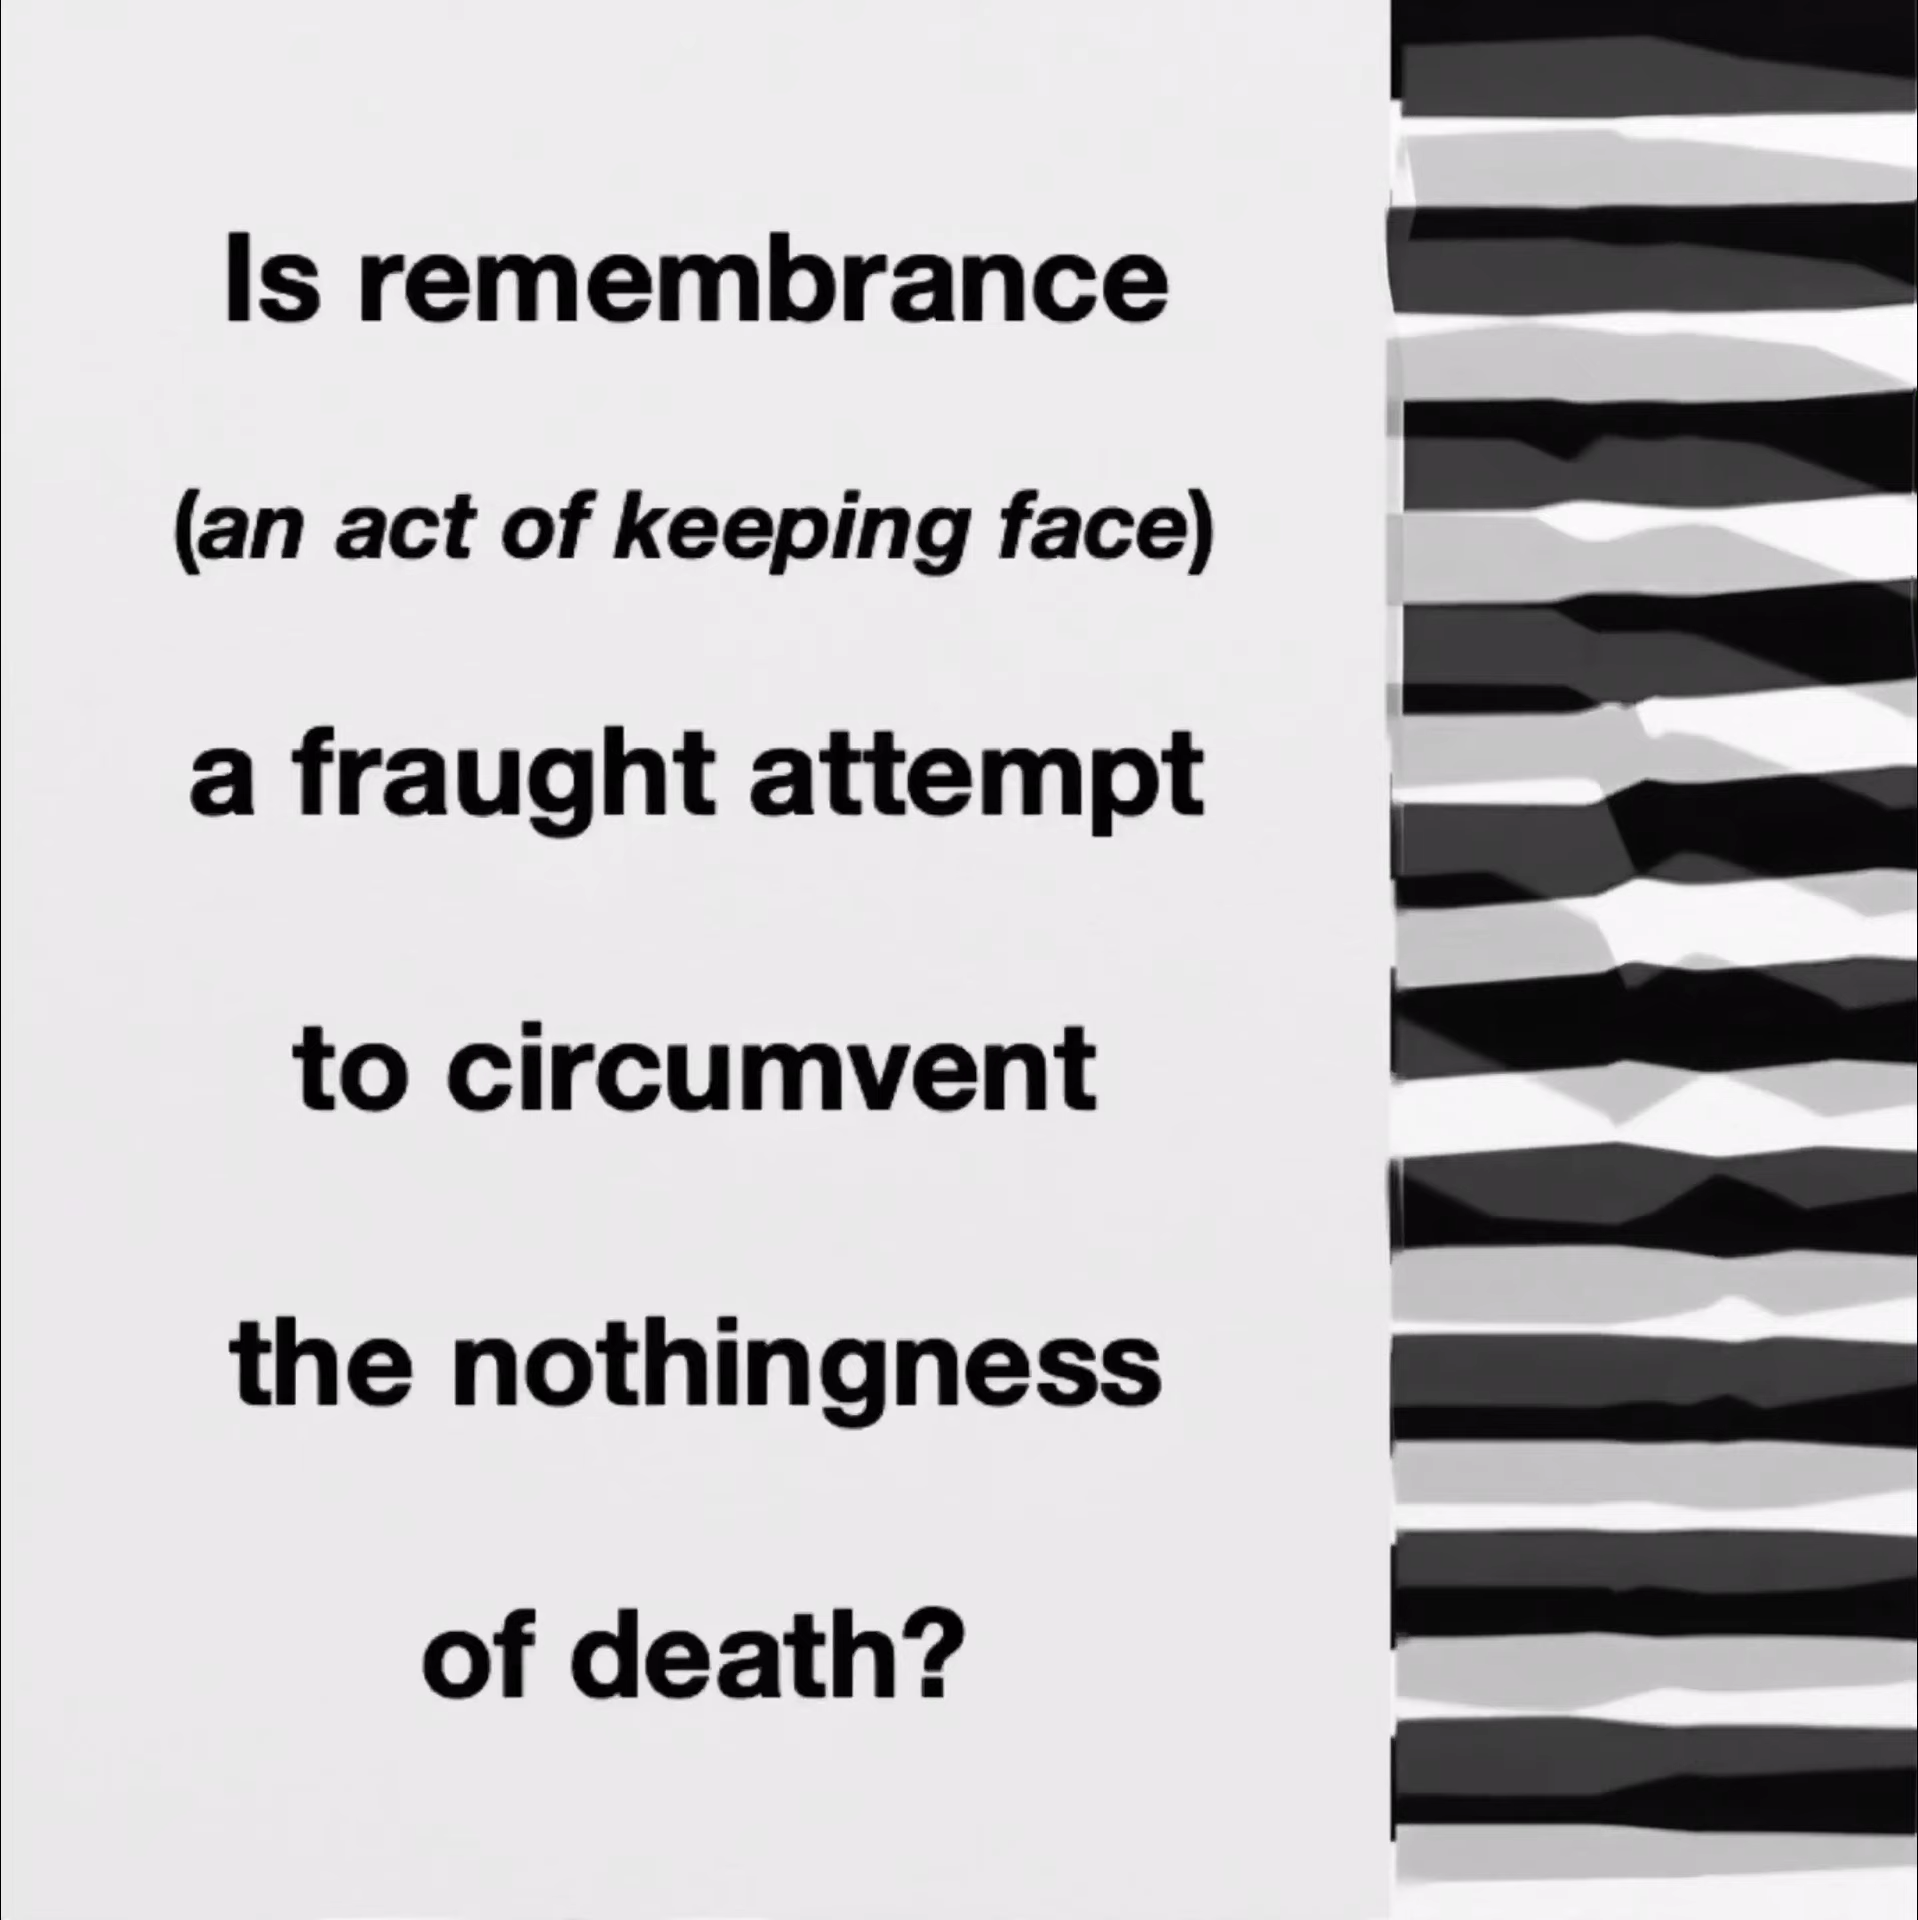 Is remembrance
(an act of keeping face)
a fraught attempt
to circumvent
the nothingness
of death?